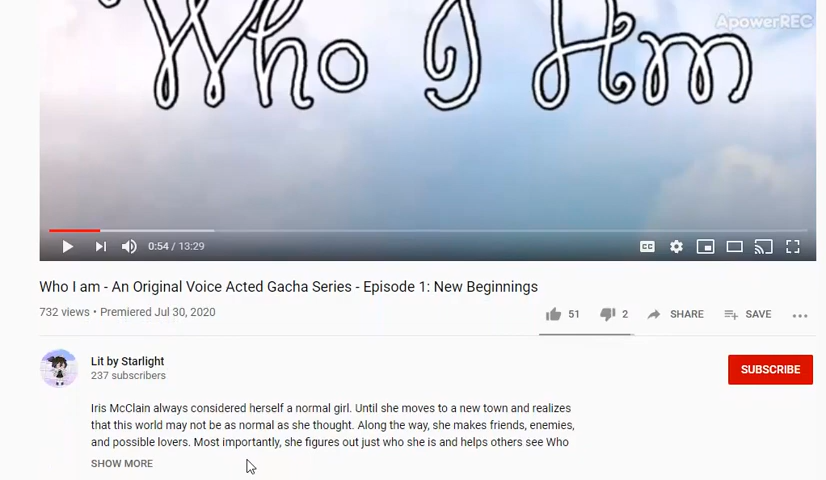 ApowerREC
Who I Am
0:54 / 13:29
CC
Who I am - An Original Voice Acted Gacha Series - Episode 1: New Beginnings
732 views • Premiered Jul 30, 2020
51
2
SHARE
SAVE
Lit by Starlight
237 subscribers
SUBSCRIBE
Iris McClain always considered herself a normal girl. Until she moves to a new town and realizes
that this world may not be as normal as she thought. Along the way, she makes friends, enemies,
and possible lovers. Most importantly, she figures out just who she is and helps others see Who
SHOW MORE